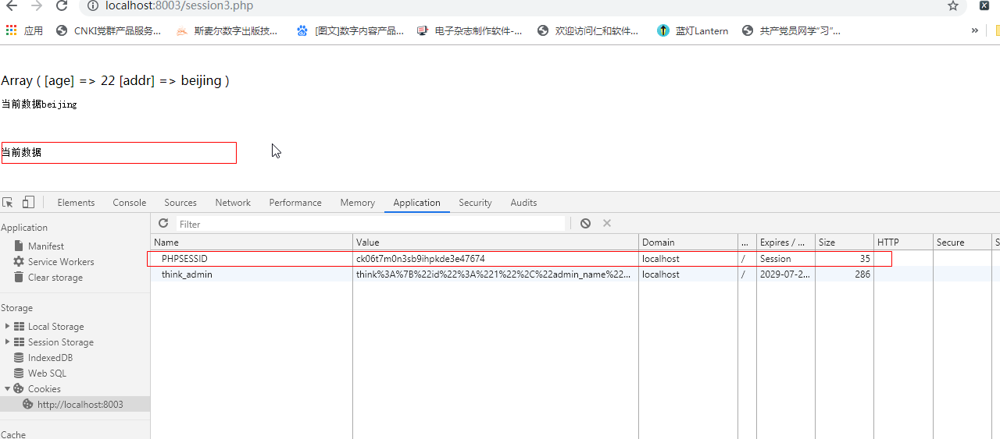 localhost:8003/session3.php
应用 CNKI党群产品服务... 斯麦尔数字出版技... [图文]数字内容产品... 电子杂志制作软件-... 欢迎访问仁和软件... 蓝灯Lantern 共产党员网学“习”... »
Array ( [age] => 22 [addr] => beijing )
当前数据beijing
当前数据
Elements Console Sources Network Performance Memory Application Security Audits
Application
Manifest
Service Workers
Clear storage
Storage
Local Storage
Session Storage
IndexedDB
Web SQL
Cookies
http://localhost:8003
Cache
Filter
Name Value Domain ... Expires / ... Size HTTP Secure S
PHPSESSID ck06t7m0n3sb9ihpkde3e47674 localhost / Session 35
think_admin think%3A%7B%22id%22%3A%221%22%2C%22admin_name%22... localhost / 2029-07-2... 286